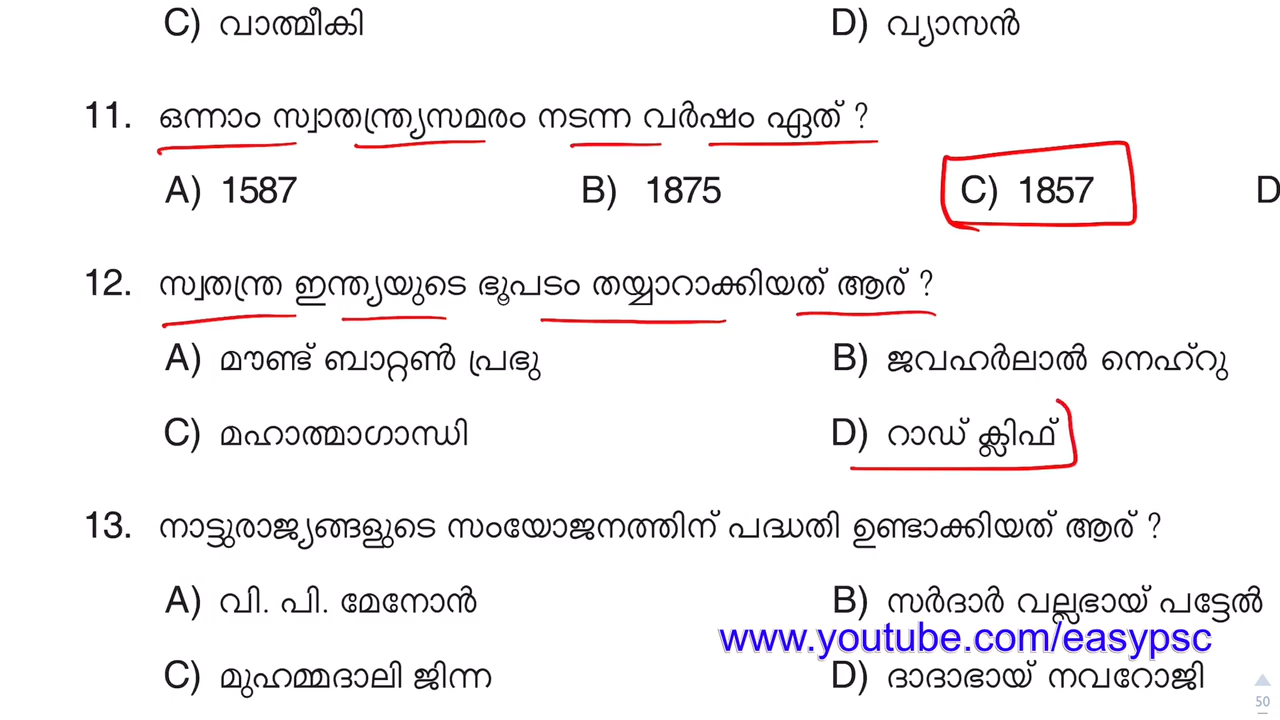 C) വാത്മീകി D) വ്യാസൻ
11. ഒന്നാം സ്വാതന്ത്ര്യസമരം നടന്ന വർഷം ഏത് ?
A) 1587 B) 1875 C) 1857 D
12. സ്വതന്ത്ര ഇന്ത്യയുടെ ഭൂപടം തയ്യാറാക്കിയത് ആര് ?
A) മൗണ്ട് ബാറ്റൺ പ്രഭു B) ജവഹർലാൽ നെഹ്റു
C) മഹാത്മാഗാന്ധി D) റാഡ് ക്ലിഫ്
13. നാട്ടുരാജ്യങ്ങളുടെ സംയോജനത്തിന് പദ്ധതി ഉണ്ടാക്കിയത് ആര് ?
A) വി. പി. മേനോൻ B) സർദാർ വല്ലഭായ് പട്ടേൽ
www.youtube.com/easypsc
C) മുഹമ്മദാലി ജിന്ന D) ദാദാഭായ് നവറോജി
50